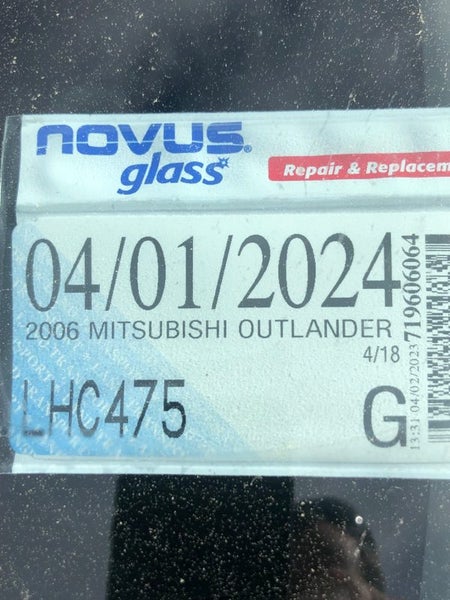 novus®
glass
Repair & Replacem
04/01/2024
2006 MITSUBISHI OUTLANDER
4/18
LHC475
G
13:31 04/02/2023
719606064